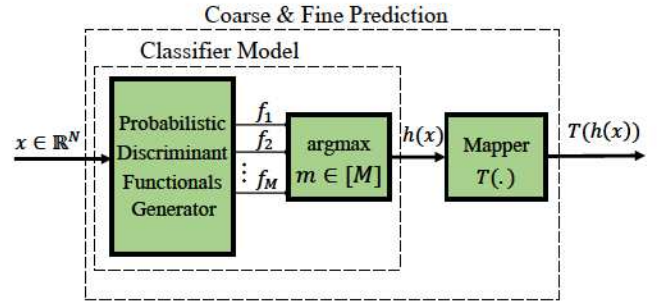 Coarse & Fine Prediction
Classifier Model
x ∈ ℝ^N
Probabilistic
Discriminant
Functionals
Generator
f_1
f_2
⋮
f_M
argmax
m ∈ [M]
h(x)
Mapper
T(.)
T(h(x))